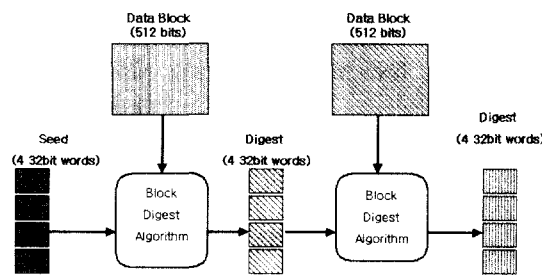 Data Block
(512 bits)
Data Block
(512 bits)
Seed
(4 32bit words)
Digest
(4 32bit words)
Digest
(4 32bit words)
Block
Digest
Algorithm
Block
Digest
Algorithm